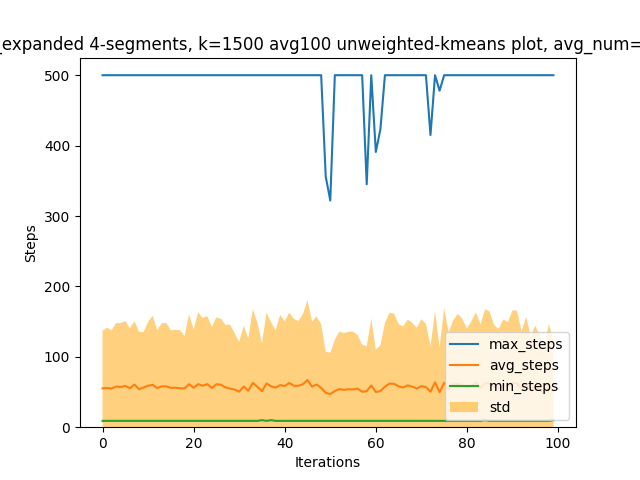 _expanded 4-segments, k=1500 avg100 unweighted-kmeans plot, avg_num=
500
400
300
200
100
0
Steps
max_steps
avg_steps
min_steps
std
0 20 40 60 80 100
Iterations